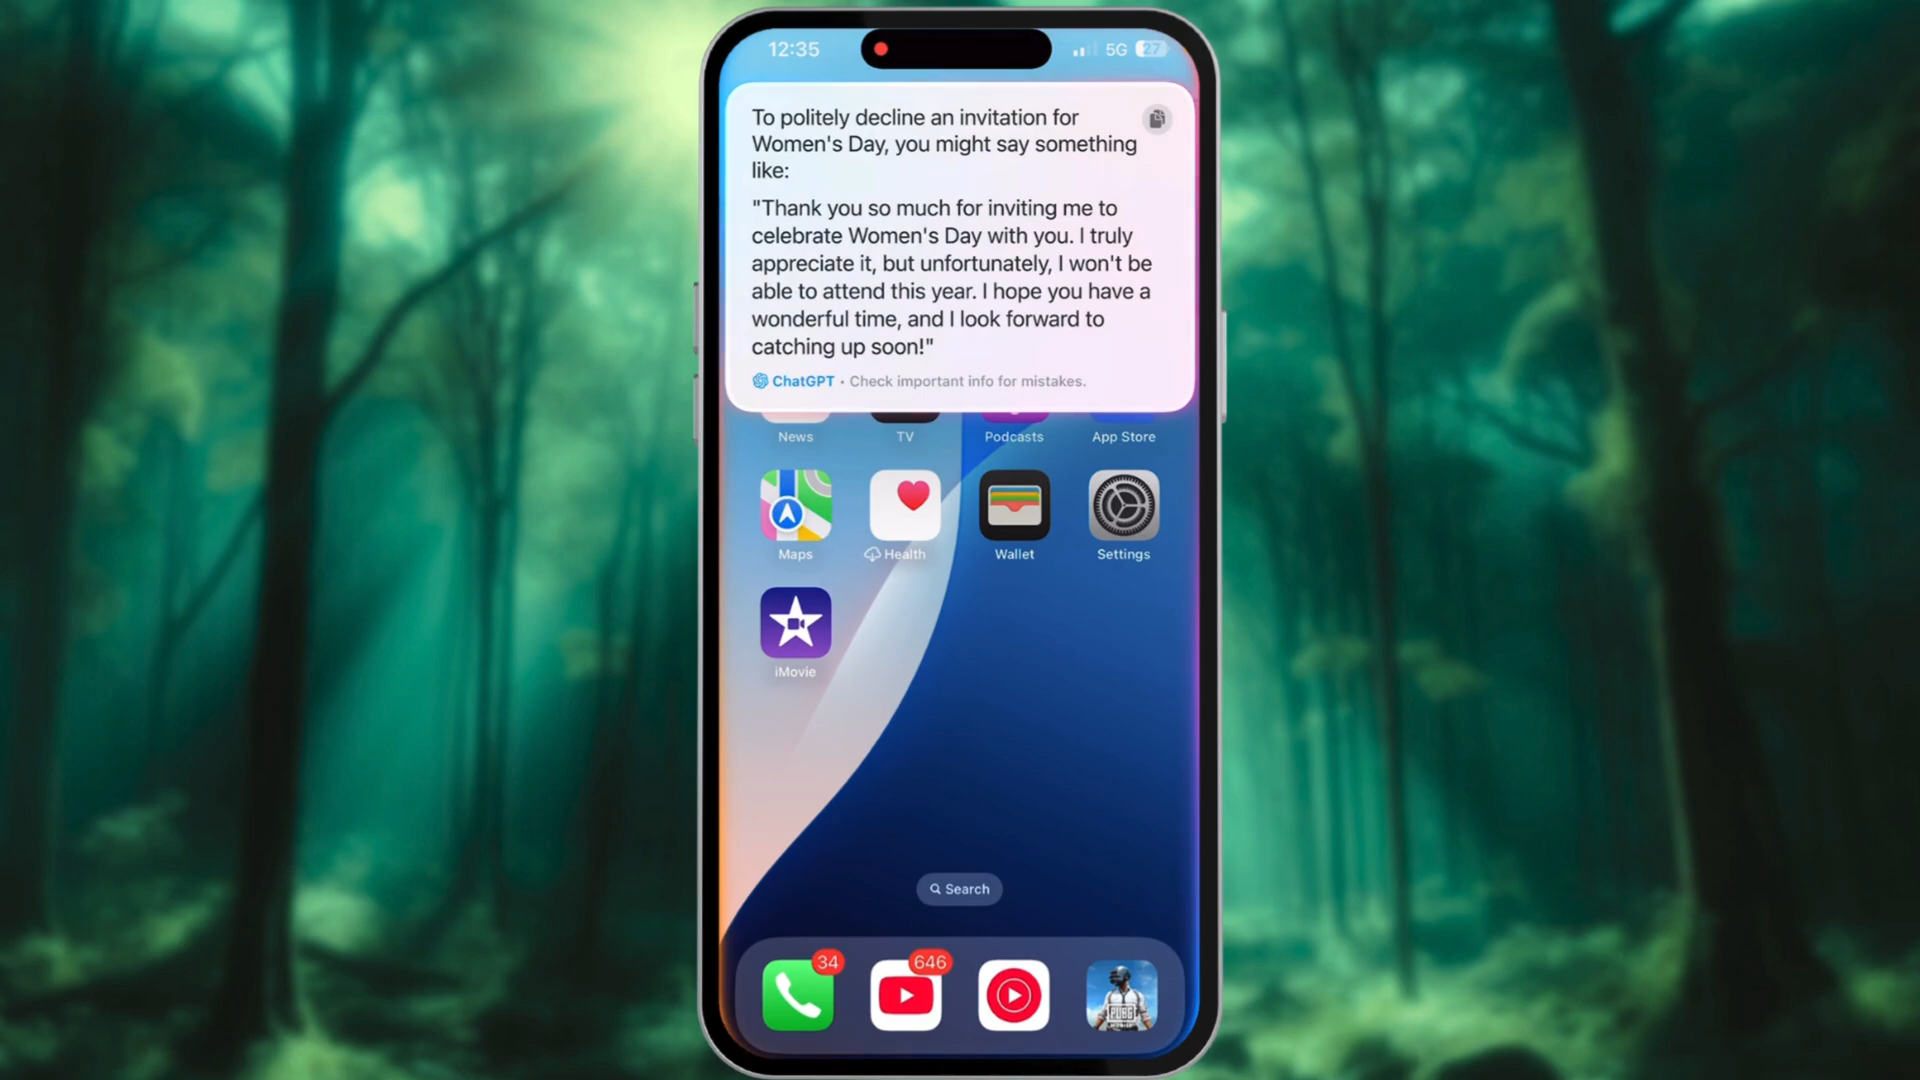 12:35
5G 27
To politely decline an invitation for
Women's Day, you might say something
like:
"Thank you so much for inviting me to
celebrate Women's Day with you. I truly
appreciate it, but unfortunately, I won't be
able to attend this year. I hope you have a
wonderful time, and I look forward to
catching up soon!"
ChatGPT • Check important info for mistakes.
News TV Podcasts App Store
Maps Health Wallet Settings
iMovie
Search
34 646
PUBG
MOBILE